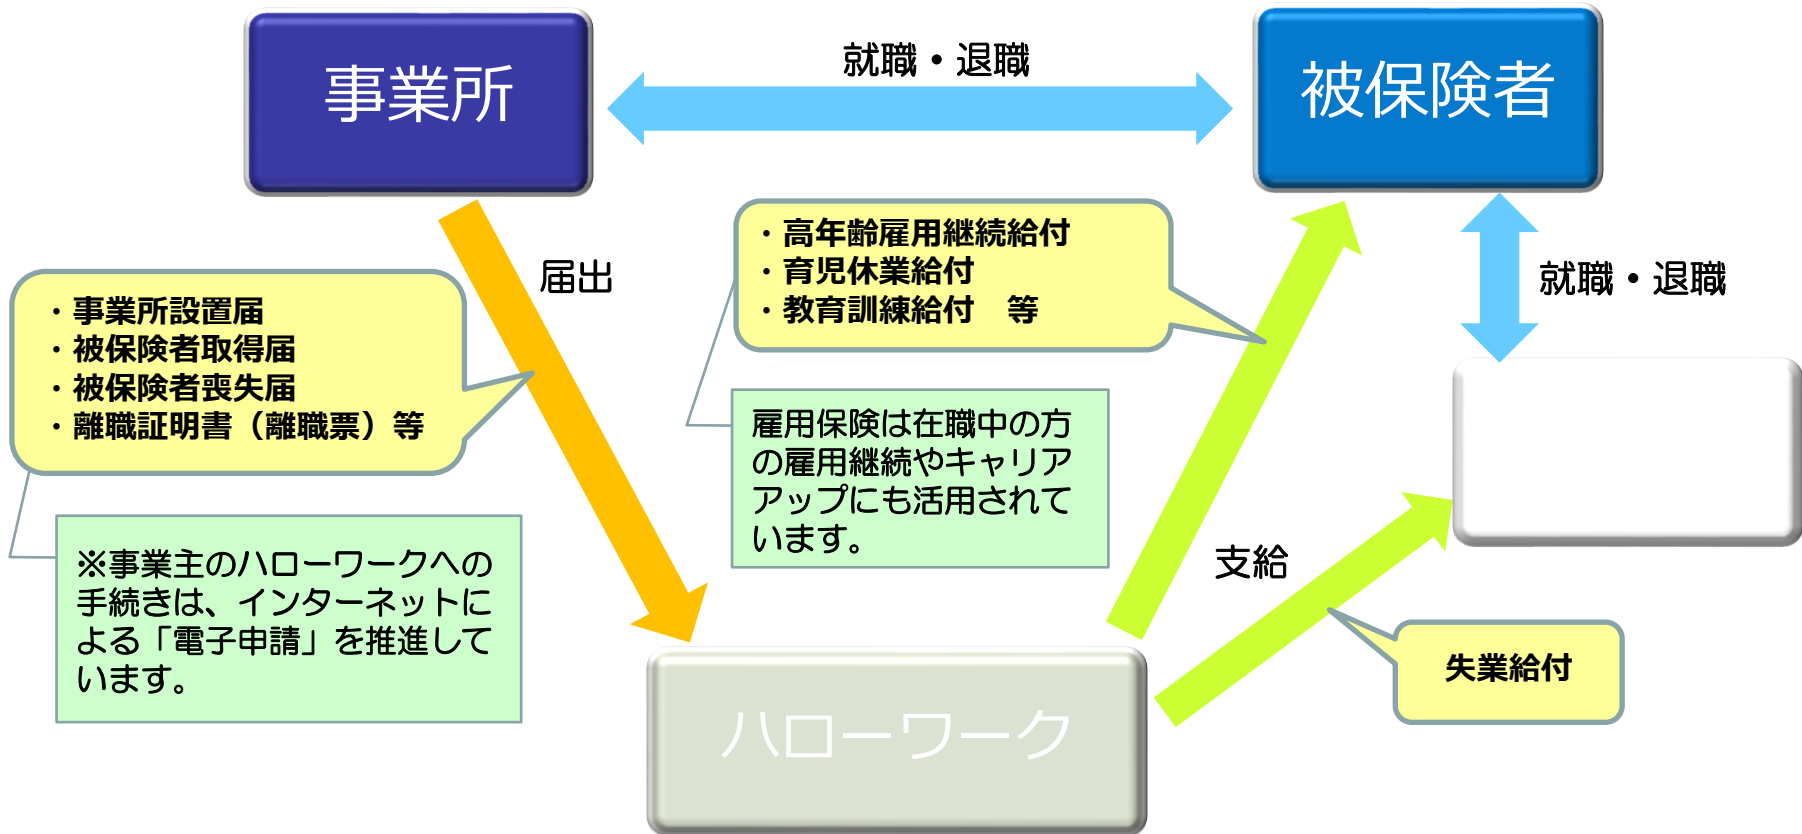 事業所
就職・退職
被保険者
届出
・事業所設置届
・被保険者取得届
・被保険者喪失届
・離職証明書（離職票）等
※事業主のハローワークへの
手続きは、インターネットに
よる「電子申請」を推進して
います。
・高年齢雇用継続給付
・育児休業給付
・教育訓練給付　等
雇用保険は在職中の方
の雇用継続やキャリア
アップにも活用されて
います。
就職・退職
支給
失業給付
ハローワーク